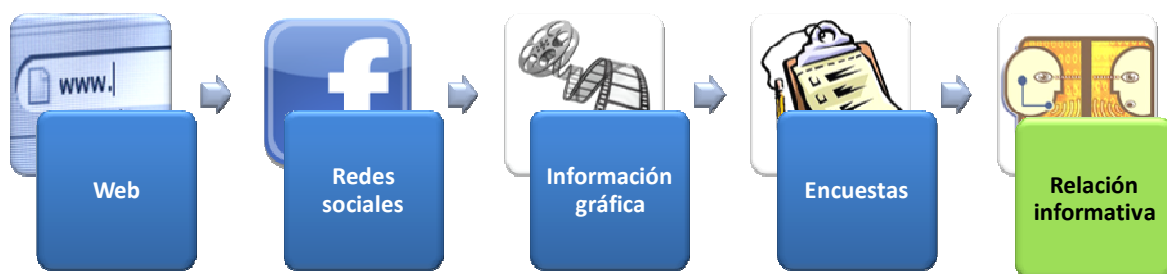 www.
Web
Redes
sociales
Información
gráfica
Encuestas
Relación
informativa